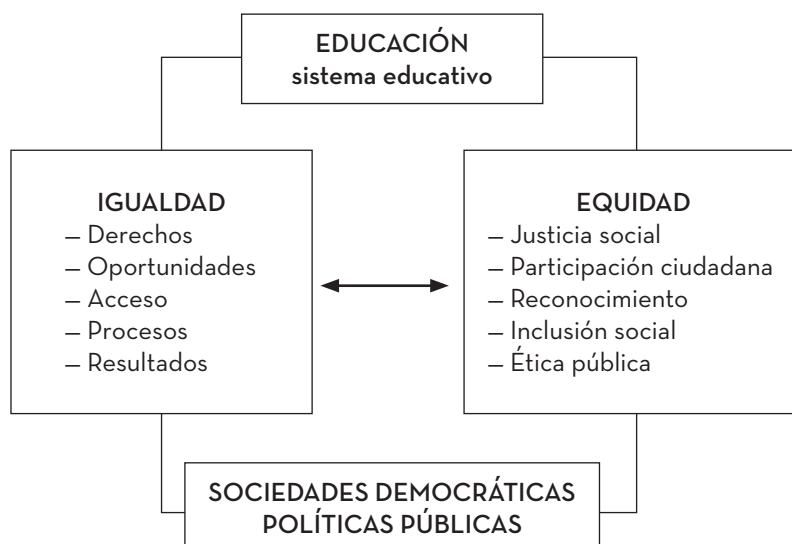 EDUCACIÓN
sistema educativo
IGUALDAD
— Derechos
— Oportunidades
— Acceso
— Procesos
— Resultados
EQUIDAD
— Justicia social
— Participación ciudadana
— Reconocimiento
— Inclusión social
— Ética pública
SOCIEDADES DEMOCRÁTICAS
POLÍTICAS PÚBLICAS